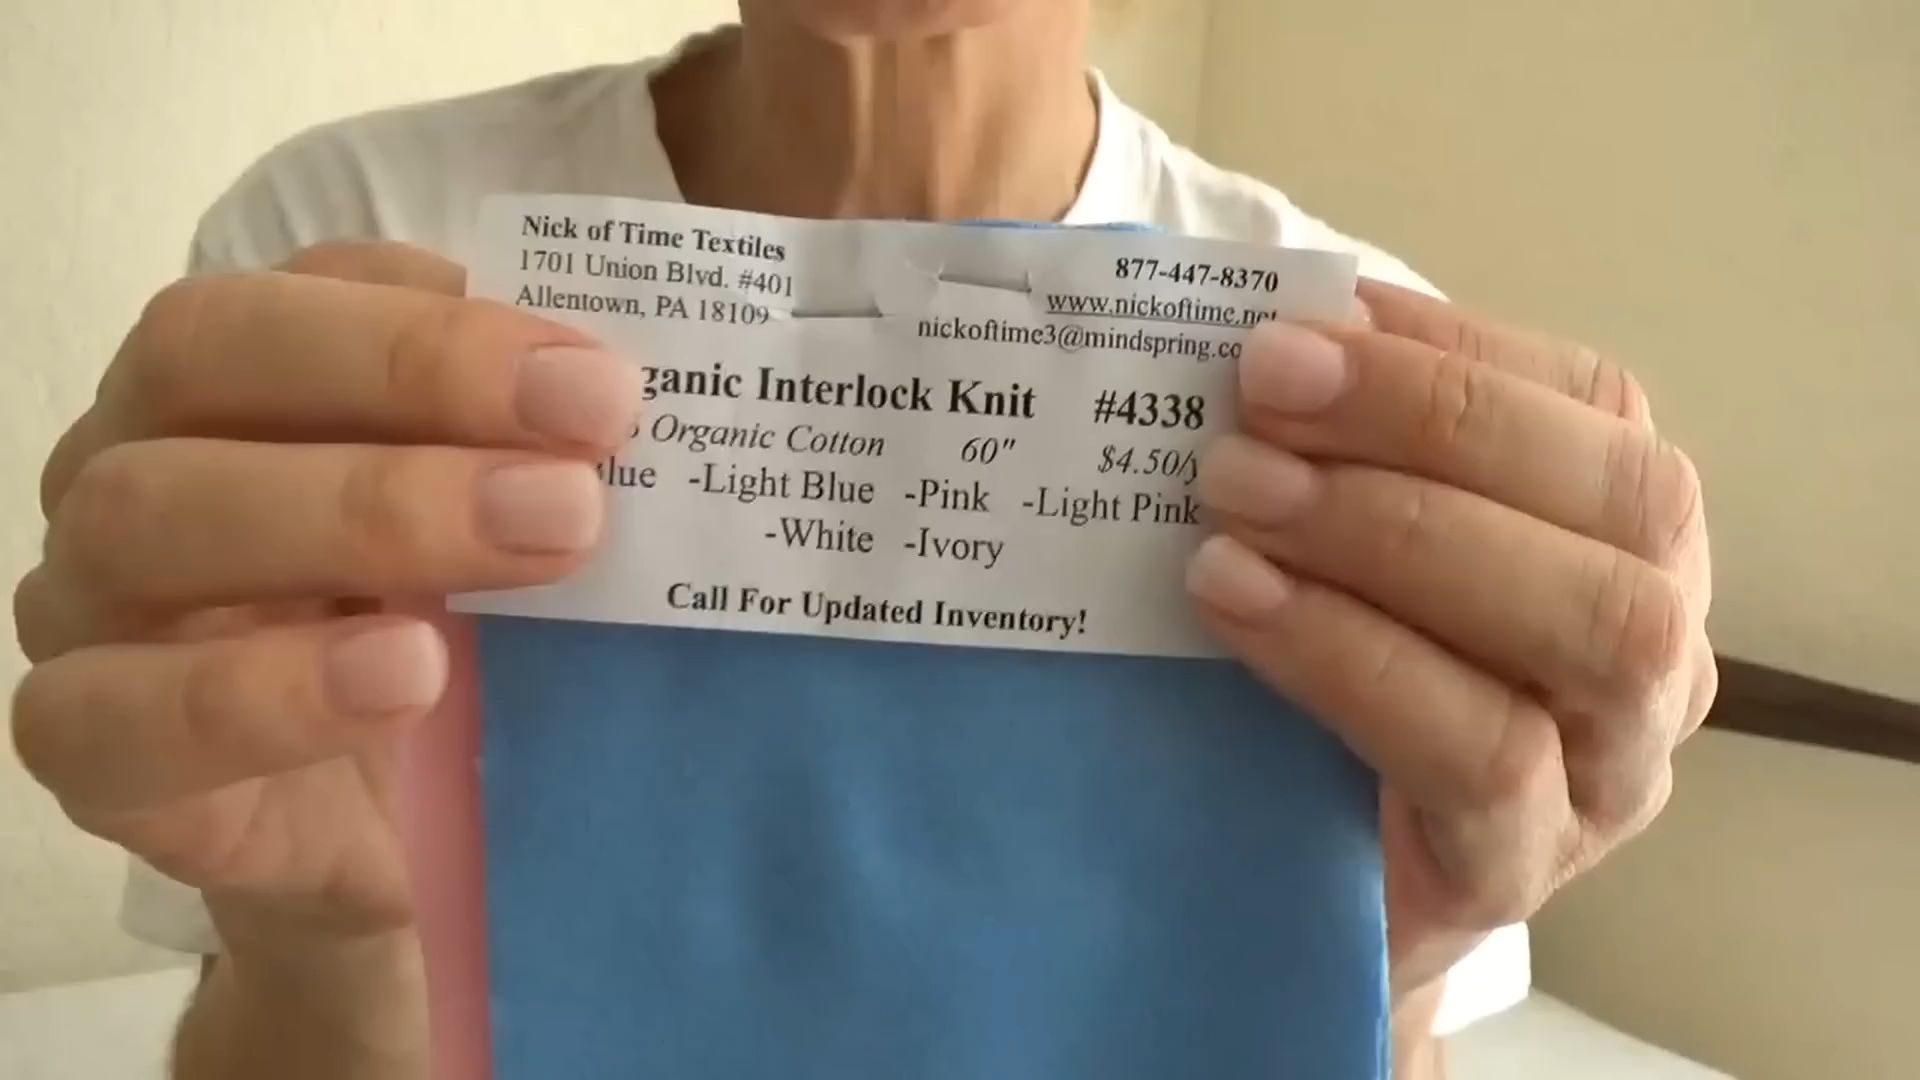 Nick of Time Textiles
1701 Union Blvd. #401
Allentown, PA 18109
877-447-8370
www.nickoftime.net
nickoftime3@mindspring.co
ganic Interlock Knit #4338
Organic Cotton 60" $4.50/y
lue -Light Blue -Pink -Light Pink
-White -Ivory
Call For Updated Inventory!